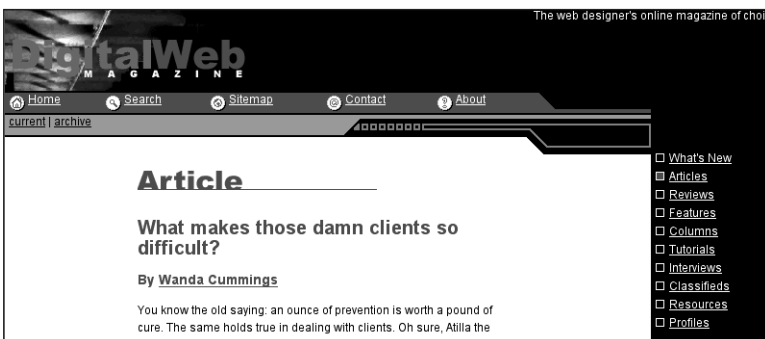 The web designer's online magazine of choi
DigitalWeb
MAGAZINE
Home Search Sitemap Contact About
current | archive
What's New
Articles
Reviews
Features
Columns
Tutorials
Interviews
Classifieds
Resources
Profiles
Article
What makes those damn clients so
difficult?
By Wanda Cummings
You know the old saying: an ounce of prevention is worth a pound of
cure. The same holds true in dealing with clients. Oh sure, Atilla the